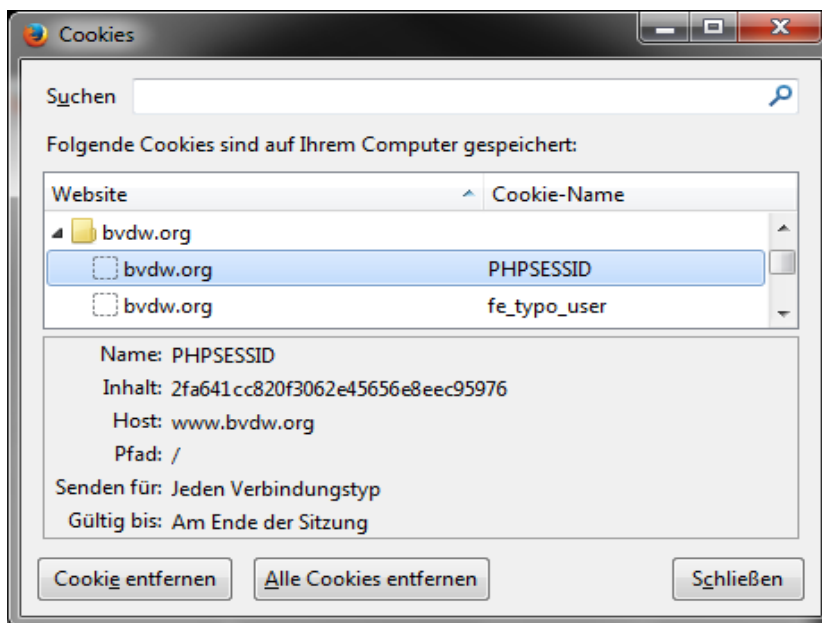 Cookies
Suchen
Folgende Cookies sind auf Ihrem Computer gespeichert:
Website Cookie-Name
bvdw.org
bvdw.org PHPSESSID
bvdw.org fe_typo_user
Name: PHPSESSID
Inhalt: 2fa641cc820f3062e45656e8eec95976
Host: www.bvdw.org
Pfad: /
Senden für: Jeden Verbindungstyp
Gültig bis: Am Ende der Sitzung
Cookie entfernen Alle Cookies entfernen Schließen